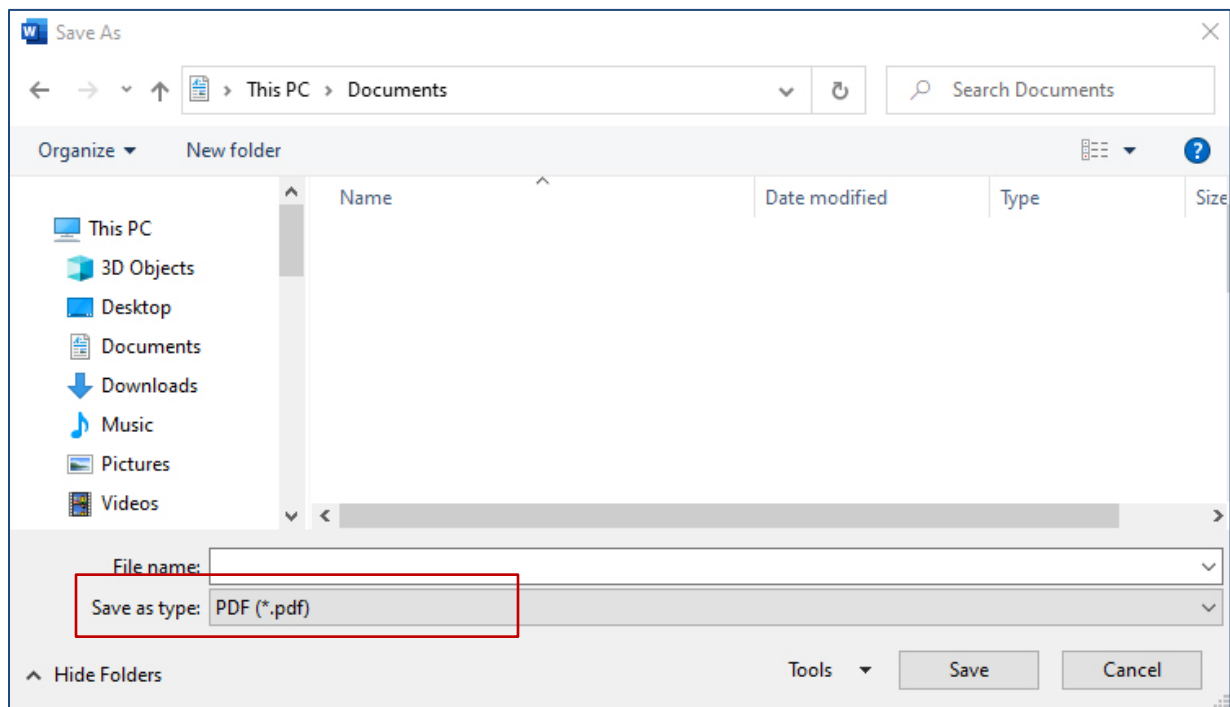 W Save As
This PC > Documents
Search Documents
Organize New folder
?
Name Date modified Type Size
This PC
3D Objects
Desktop
Documents
Downloads
Music
Pictures
Videos
File name:
Save as type: PDF (*.pdf)
Hide Folders
Tools Save Cancel